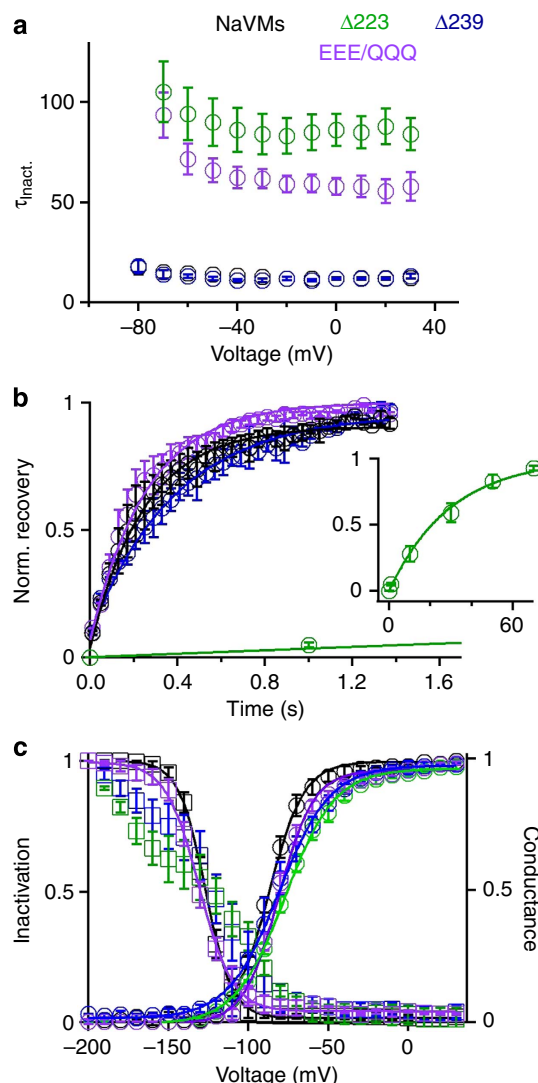 a
NaVMs Δ223 Δ239
EEE/QQQ
100
50
0
τInact.
−80 −40 0 40
Voltage (mV)
b
1
0.5
0
Norm. recovery
1
0.5
0
0 60
0.0 0.4 0.8 1.2 1.6
Time (s)
c
1
0.5
0
Inactivation
1
0.5
0
Conductance
−200 −150 −100 −50 0
Voltage (mV)